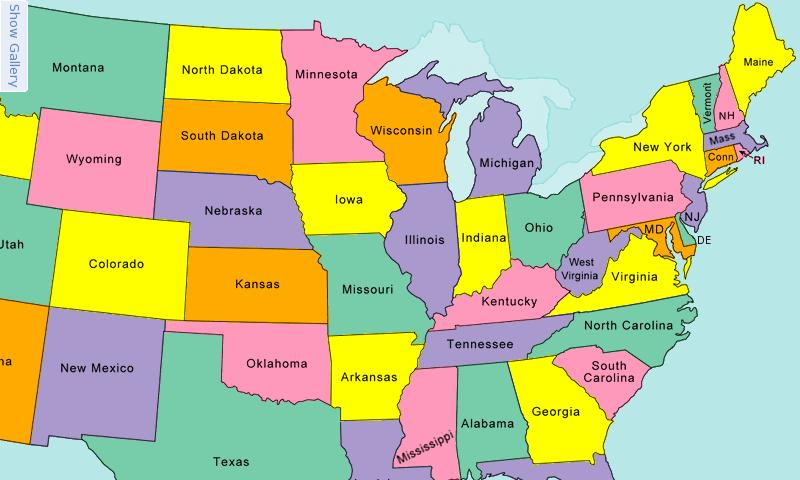 Show Gallery
Maine
Montana
North Dakota
Minnesota
Vermont
NH
South Dakota
Wisconsin
Mass
New York
Conn
RI
Wyoming
Michigan
Iowa
Pennsylvania
Nebraska
NJ
Ohio
Illinois
Indiana
MD
DE
Utah
Colorado
West
Virginia
Virginia
Kansas
Missouri
Kentucky
North Carolina
Tennessee
na
New Mexico
Oklahoma
Arkansas
South
Carolina
Georgia
Alabama
Mississippi
Texas